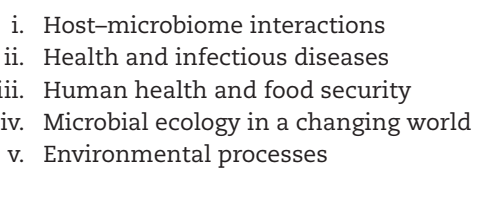 i. Host–microbiome interactions
ii. Health and infectious diseases
iii. Human health and food security
iv. Microbial ecology in a changing world
v. Environmental processes